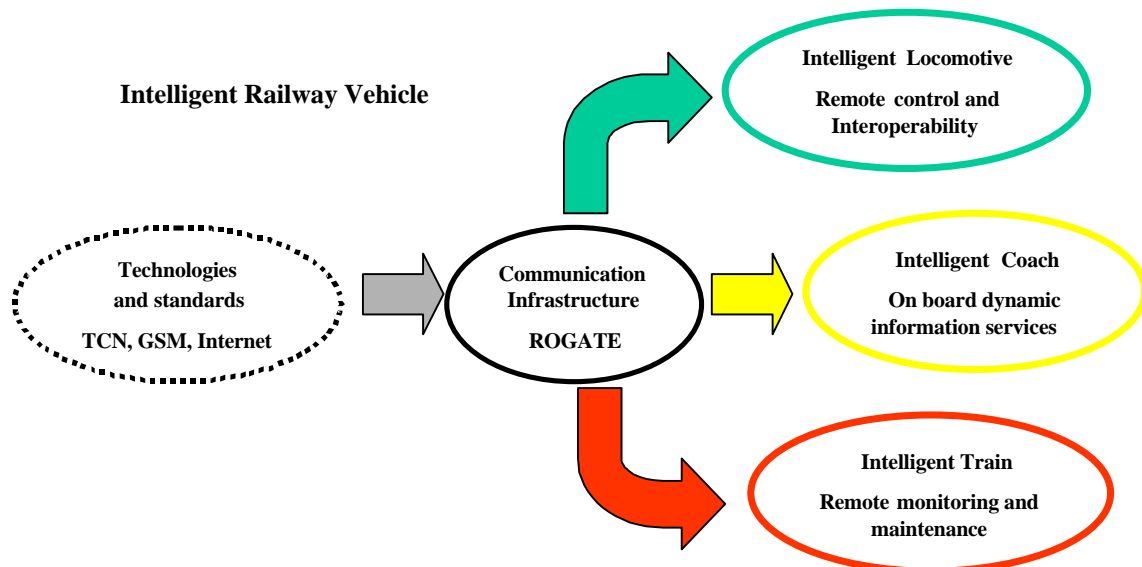 Intelligent Railway Vehicle
Technologies
and standards
TCN, GSM, Internet
Communication
Infrastructure
ROGATE
Intelligent Locomotive
Remote control and
Interoperability
Intelligent Coach
On board dynamic
information services
Intelligent Train
Remote monitoring and
maintenance